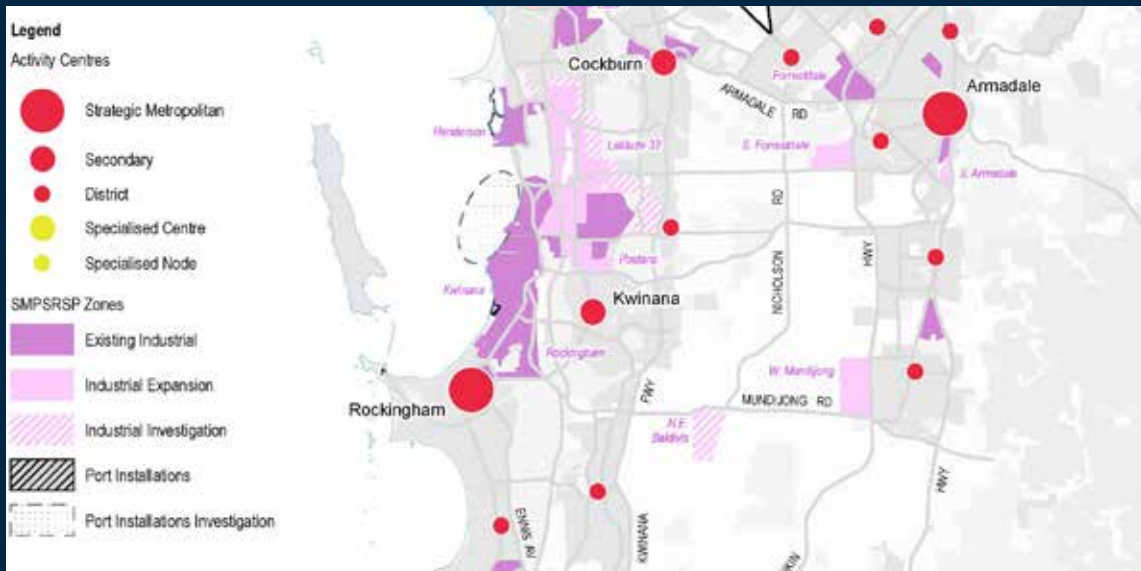 Legend
Activity Centres
Strategic Metropolitan
Secondary
District
Specialised Centre
Specialised Node
SMPSRSP Zones
Existing Industrial
Industrial Expansion
Industrial Investigation
Port Installations
Port Installations Investigation
Cockburn
Forrestdale
Armadale
ARMADALE RD
Henderson
Latitude 32
S. Forrestdale
S. Armadale
NICHOLSON RD
HWY
Postans
Kwinana
Kwinana
Rockingham
Rockingham
W. Mundijong
MUNDIJONG RD
N.E. Baldivis
KWINANA FWY
HWY
ENNIS AV